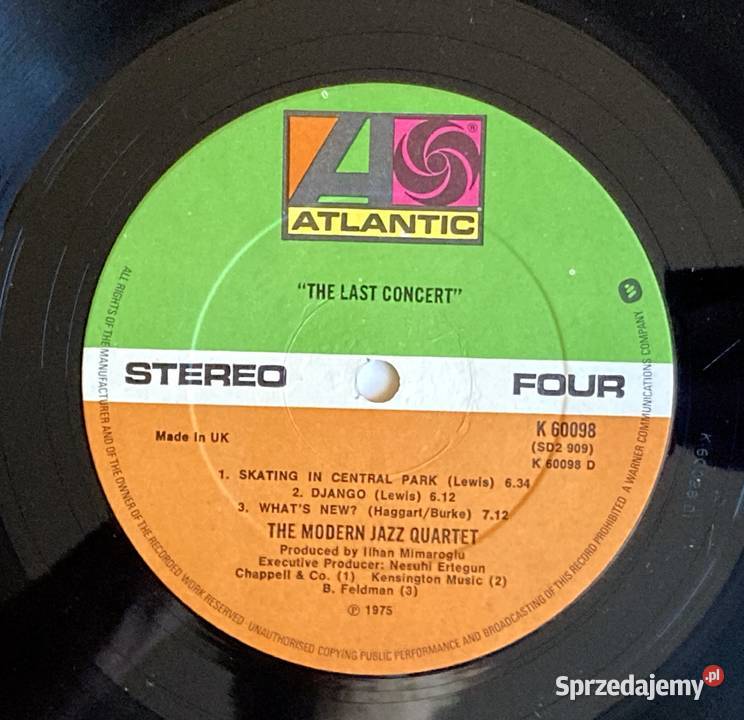 A
®
ATLANTIC
"THE LAST CONCERT"
STEREO
FOUR
Made in UK
K 60098
(SD2 909)
K 60098 D
1. SKATING IN CENTRAL PARK (Lewis) 6.34
2. DJANGO (Lewis) 6.12
3. WHAT'S NEW? (Haggart/Burke) 7.12
THE MODERN JAZZ QUARTET
Produced by Ilhan Mimaroglu
Executive Producer: Nesuhi Ertegun
Chappell & Co. (1) Kensington Music (2)
B. Feldman (3)
℗ 1975
ALL RIGHTS OF THE MANUFACTURER AND OF THE OWNER OF THE RECORDED WORK RESERVED · UNAUTHORISED COPYING PUBLIC PERFORMANCE AND BROADCASTING OF THIS RECORD PROHIBITED A WARNER COMMUNICATIONS COMPANY
Sprzedajemy.pl